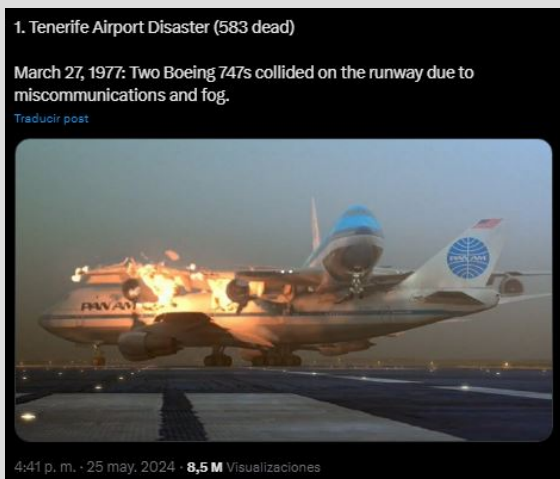 1. Tenerife Airport Disaster (583 dead)
March 27, 1977: Two Boeing 747s collided on the runway due to
miscommunications and fog.
Traducir post
PAN AM
PAN AM
4:41 p. m. · 25 may. 2024 · 8,5 M Visualizaciones